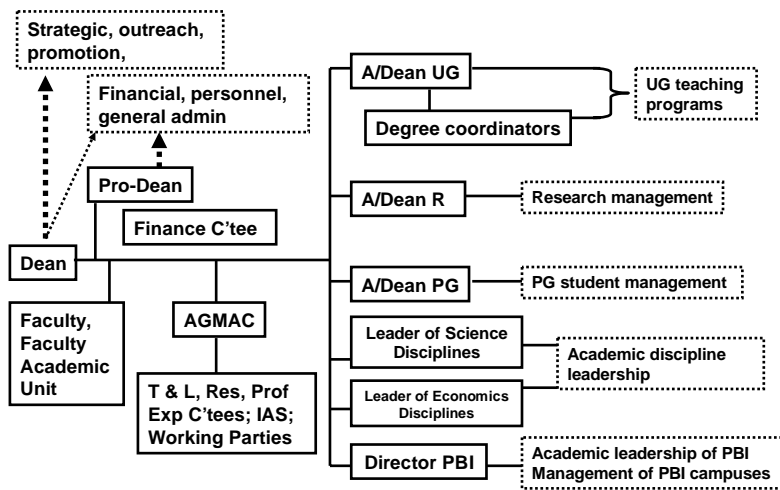 Strategic, outreach,
promotion,
Financial, personnel,
general admin
Pro-Dean
Finance C'tee
Dean
Faculty,
Faculty
Academic
Unit
AGMAC
T & L, Res, Prof
Exp C'tees; IAS;
Working Parties
A/Dean UG
Degree coordinators
UG teaching
programs
A/Dean R
Research management
A/Dean PG
PG student management
Leader of Science
Disciplines
Leader of Economics
Disciplines
Academic discipline
leadership
Director PBI
Academic leadership of PBI
Management of PBI campuses